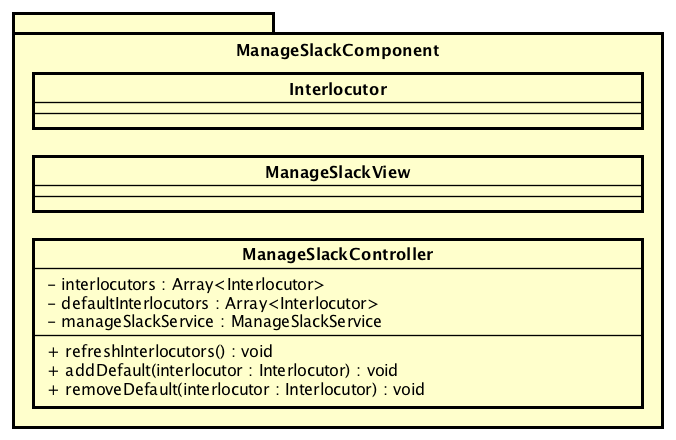 ManageSlackComponent
Interlocutor
ManageSlackView
ManageSlackController
- interlocutors : Array<Interlocutor>
- defaultInterlocutors : Array<Interlocutor>
- manageSlackService : ManageSlackService
+ refreshInterlocutors() : void
+ addDefault(interlocutor : Interlocutor) : void
+ removeDefault(interlocutor : Interlocutor) : void